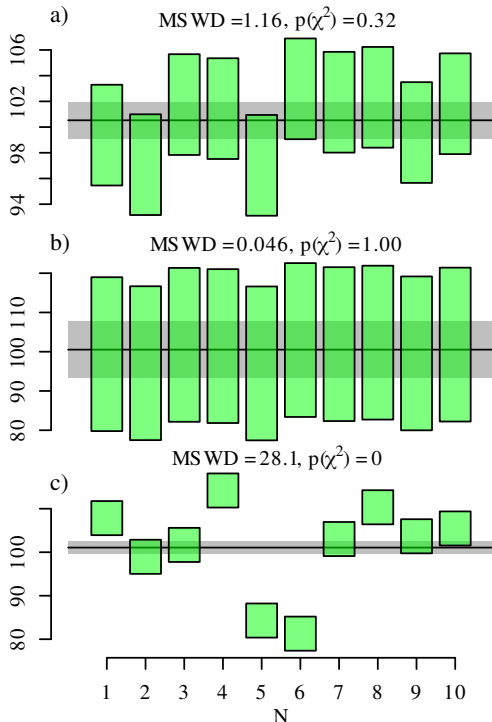 a)
MSWD=1.16, p(χ²)=0.32
106
102
98
94
b)
MSWD=0.046, p(χ²)=1.00
110
100
90
80
c)
MSWD=28.1, p(χ²)=0
100
90
80
1 2 3 4 5 6 7 8 9 10
N